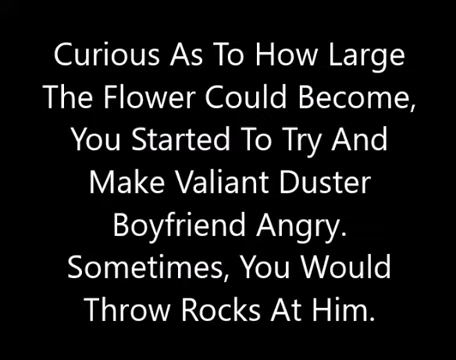 Curious As To How Large
The Flower Could Become,
You Started To Try And
Make Valiant Duster
Boyfriend Angry.
Sometimes, You Would
Throw Rocks At Him.